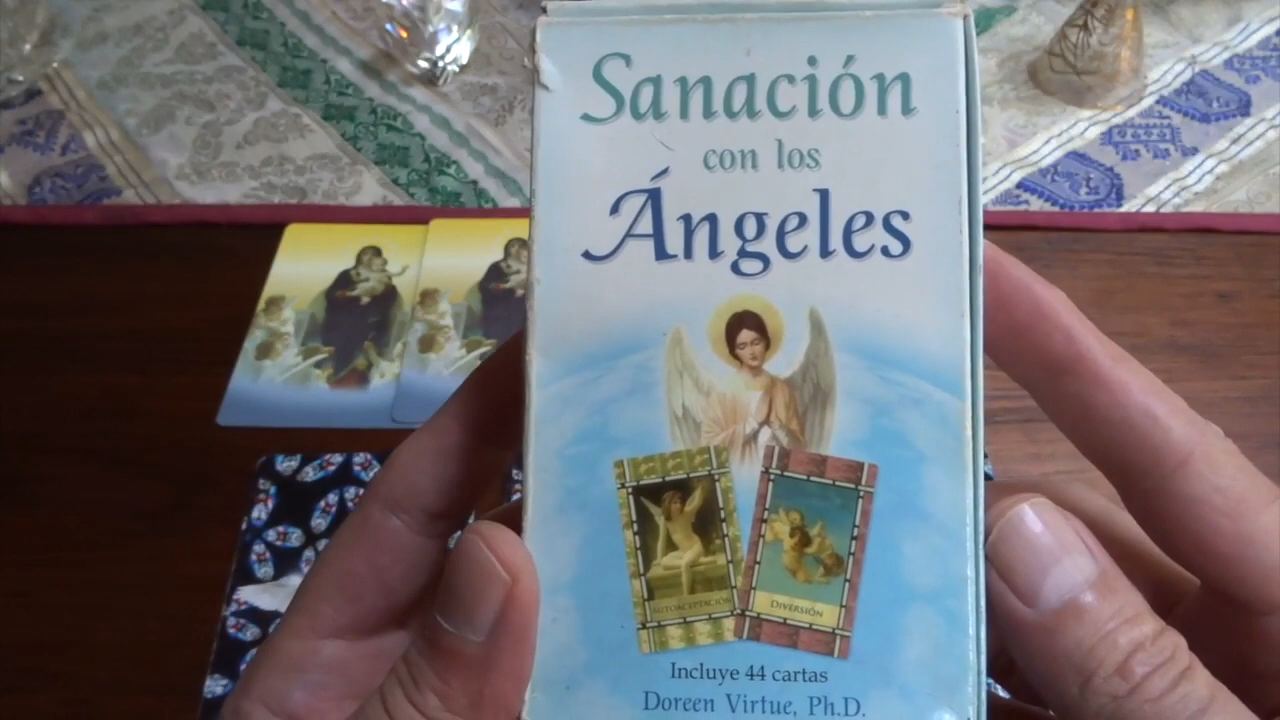 Sanación
con los
Ángeles
AUTOACEPTACIÓN
DIVERSIÓN
Incluye 44 cartas
Doreen Virtue, Ph.D.